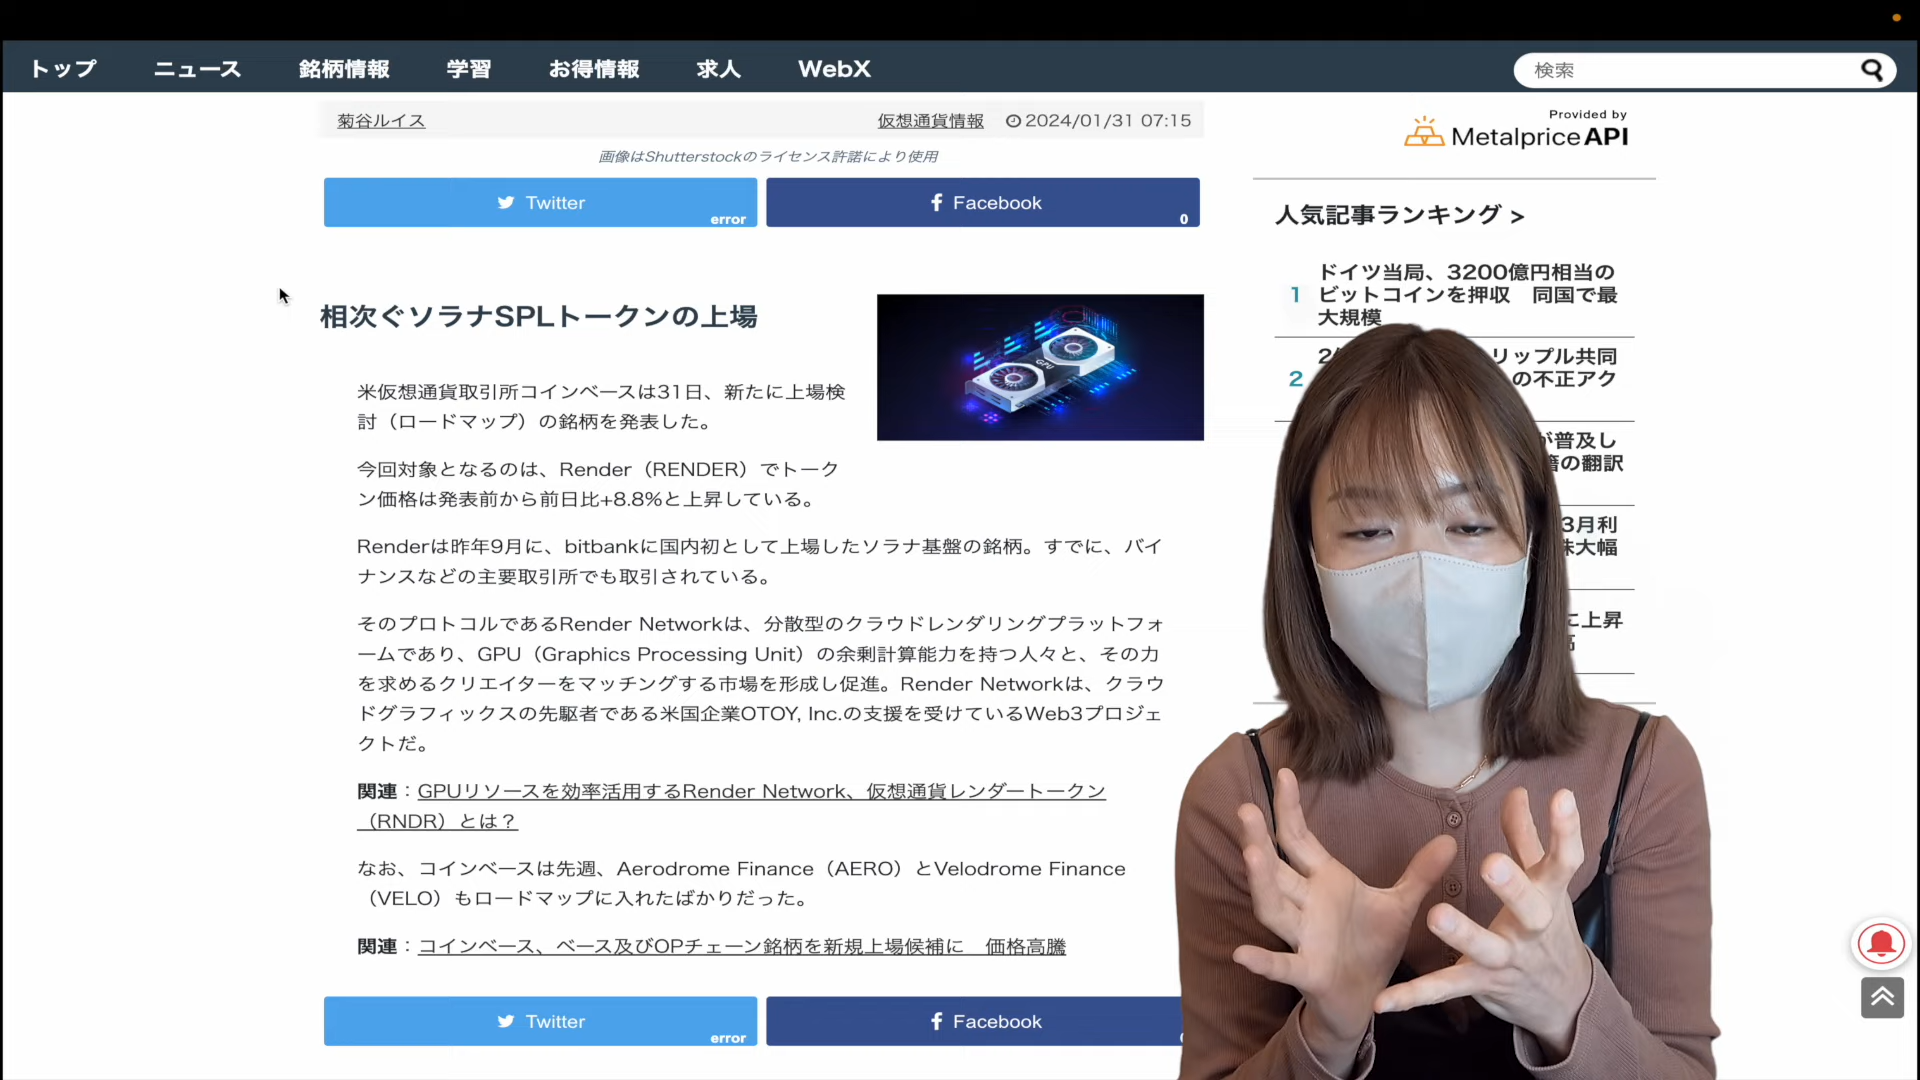 トップ ニュース 銘柄情報 学習 お得情報 求人 WebX 検索
菊谷ルイス 仮想通貨情報 2024/01/31 07:15
画像はShutterstockのライセンス許諾により使用
Twitter error Facebook 0
相次ぐソラナSPLトークンの上場
GPU
米仮想通貨取引所コインベースは31日、新たに上場検
討（ロードマップ）の銘柄を発表した。
今回対象となるのは、Render（RENDER）でトーク
ン価格は発表前から前日比+8.8%と上昇している。
Renderは昨年9月に、bitbankに国内初として上場したソラナ基盤の銘柄。すでに、バイ
ナンスなどの主要取引所でも取引されている。
そのプロトコルであるRender Networkは、分散型のクラウドレンダリングプラットフォ
ームであり、GPU（Graphics Processing Unit）の余剰計算能力を持つ人々と、その力
を求めるクリエイターをマッチングする市場を形成し促進。Render Networkは、クラウ
ドグラフィックスの先駆者である米国企業OTOY, Inc.の支援を受けているWeb3プロジェ
クトだ。
関連：GPUリソースを効率活用するRender Network、仮想通貨レンダートークン
（RNDR）とは？
なお、コインベースは先週、Aerodrome Finance（AERO）とVelodrome Finance
（VELO）もロードマップに入れたばかりだった。
関連：コインベース、ベース及びOPチェーン銘柄を新規上場候補に　価格高騰
Twitter error Facebook
Provided by
MetalpriceAPI
人気記事ランキング >
1 ドイツ当局、3200億円相当の
ビットコインを押収　同国で最
大規模
2 リップル共同
の不正アク
が普及し
の翻訳
3月利
大幅
に上昇